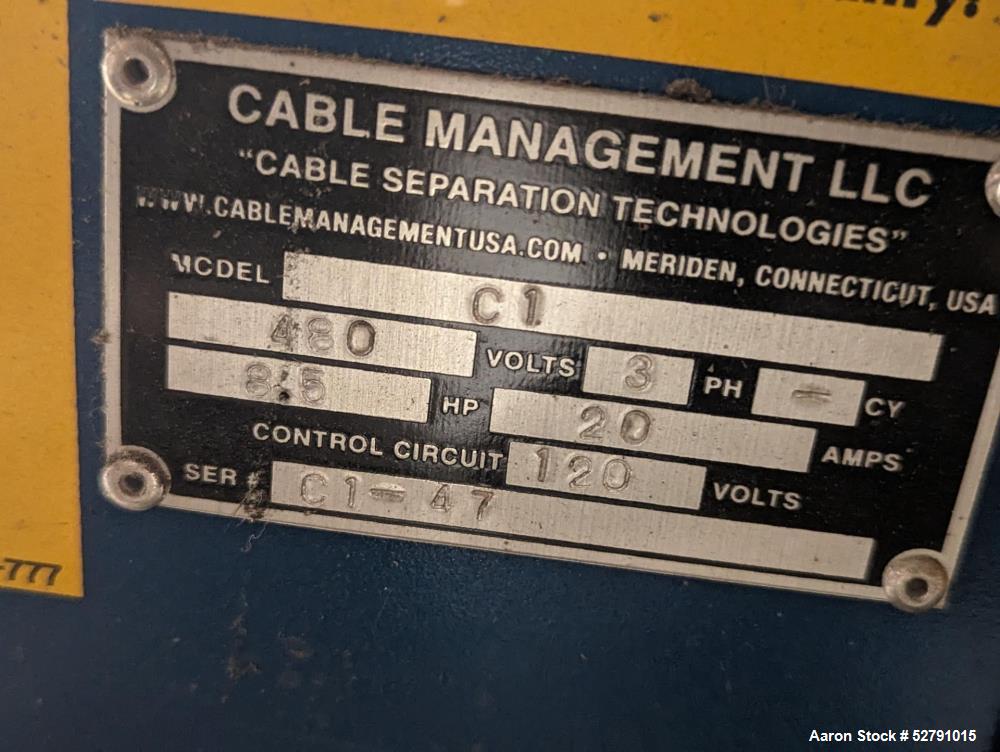 CABLE MANAGEMENT LLC
“CABLE SEPARATION TECHNOLOGIES”
WWW.CABLEMANAGEMENTUSA.COM • MERIDEN, CONNECTICUT, USA
MODEL C1
480 VOLTS 3 PH - CY
8.5 HP 20 AMPS
CONTROL CIRCUIT 120 VOLTS
SER # C1-47
-777
Aaron Stock # 52791015